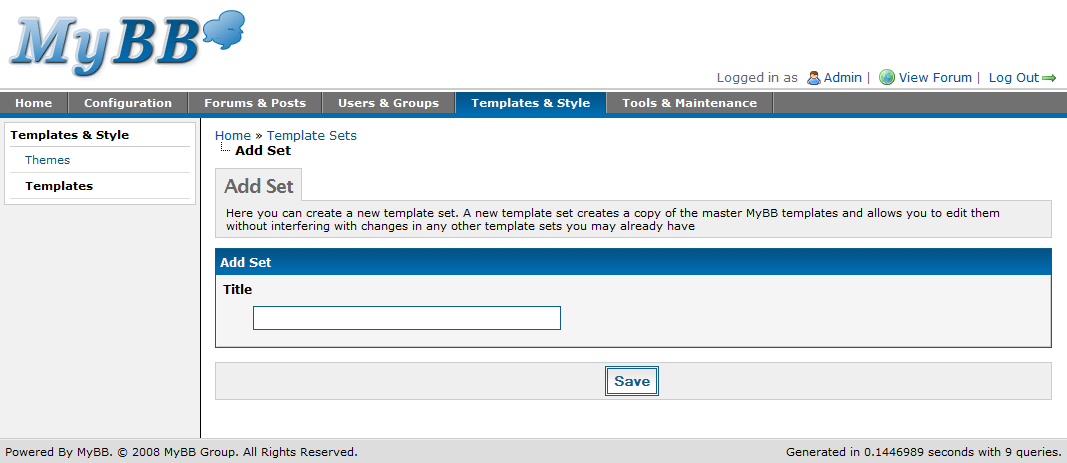 MyBB
Logged in as Admin | View Forum | Log Out
Home Configuration Forums & Posts Users & Groups Templates & Style Tools & Maintenance
Templates & Style
Themes
Templates
Home » Template Sets
Add Set
Add Set
Here you can create a new template set. A new template set creates a copy of the master MyBB templates and allows you to edit them
without interfering with changes in any other template sets you may already have
Add Set
Title
Save
Powered By MyBB. © 2008 MyBB Group. All Rights Reserved.
Generated in 0.1446989 seconds with 9 queries.